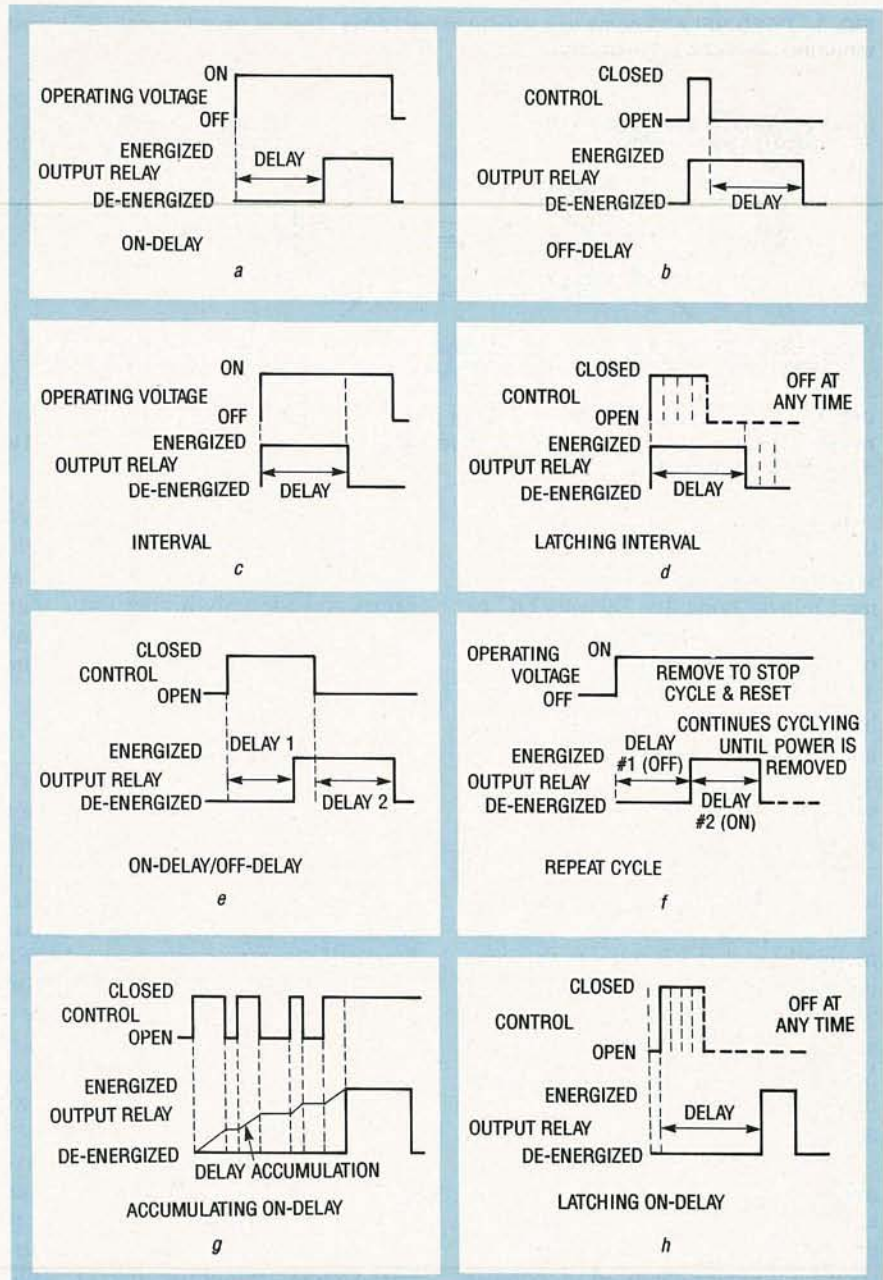 ON
OPERATING VOLTAGE
OFF
ENERGIZED
DELAY
OUTPUT RELAY
DE-ENERGIZED
ON-DELAY
a
CLOSED
CONTROL
OPEN
ENERGIZED
OUTPUT RELAY
DE-ENERGIZED
DELAY
OFF-DELAY
b
ON
OPERATING VOLTAGE
OFF
ENERGIZED
OUTPUT RELAY
DE-ENERGIZED
DELAY
INTERVAL
c
CLOSED
CONTROL
OPEN
OFF AT
ANY TIME
ENERGIZED
OUTPUT RELAY
DE-ENERGIZED
DELAY
LATCHING INTERVAL
d
CLOSED
CONTROL
OPEN
ENERGIZED
DELAY 1
OUTPUT RELAY
DE-ENERGIZED
DELAY 2
ON-DELAY/OFF-DELAY
e
OPERATING
VOLTAGE
ON
OFF
REMOVE TO STOP
CYCLE & RESET
CONTINUES CYCLYING
UNTIL POWER IS
REMOVED
ENERGIZED
DELAY
#1 (OFF)
OUTPUT RELAY
DE-ENERGIZED
DELAY
#2 (ON)
REPEAT CYCLE
f
CLOSED
CONTROL
OPEN
ENERGIZED
OUTPUT RELAY
DE-ENERGIZED
DELAY ACCUMULATION
ACCUMULATING ON-DELAY
g
CLOSED
CONTROL
OPEN
OFF AT
ANY TIME
ENERGIZED
DELAY
OUTPUT RELAY
DE-ENERGIZED
LATCHING ON-DELAY
h